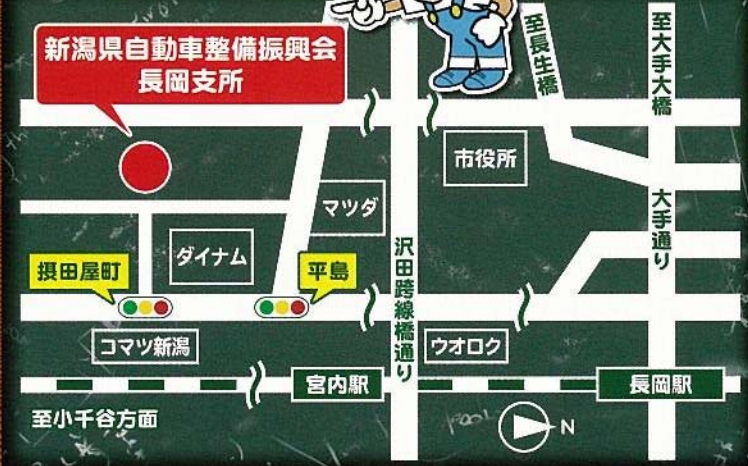 新潟県自動車整備振興会
長岡支所
至長生橋
至大手大橋
市役所
マツダ
大手通り
ダイナム
沢田跨線橋通り
摂田屋町
平島
コマツ新潟
ウオロク
宮内駅
長岡駅
至小千谷方面
N